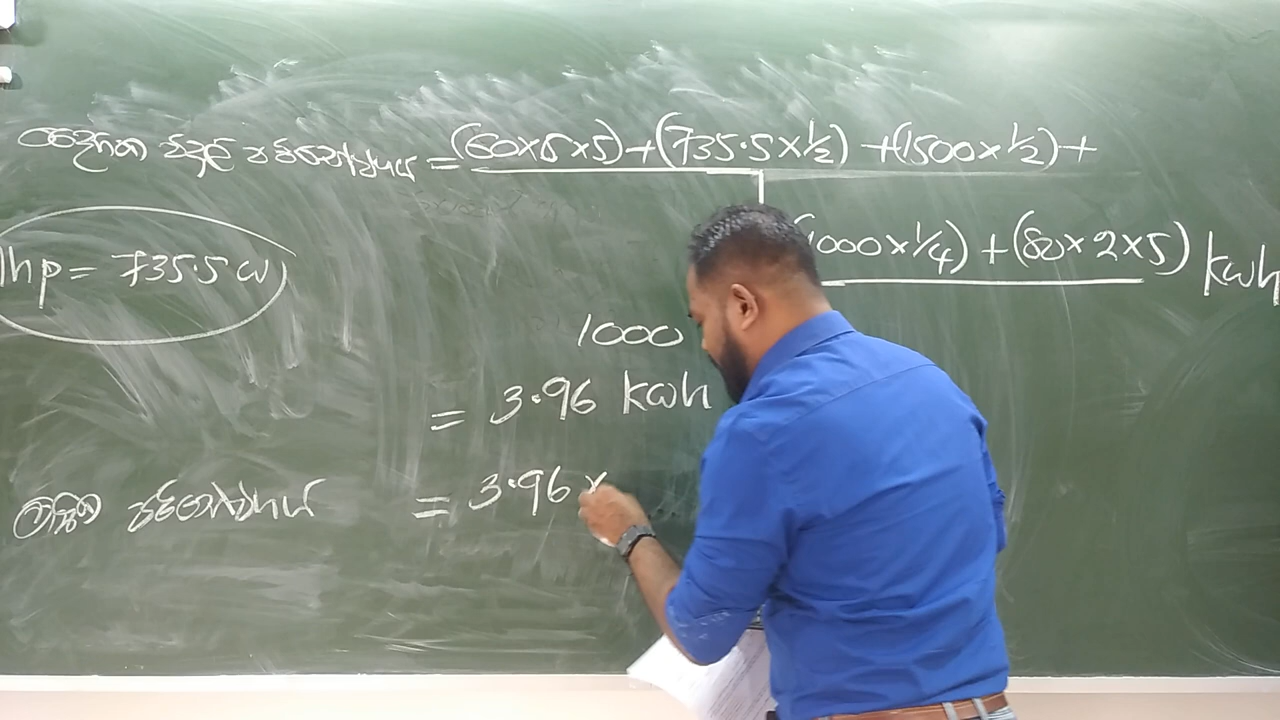 දෛනික විදුලි පරිභෝජනය = (60×5×5)+(735.5×½)+(1500×½)+
(1000×¼)+(80×2×5) kwh
1hp = 735.5 w
1000
= 3.96 kwh
මාසික පරිභෝජනය = 3.96 ×